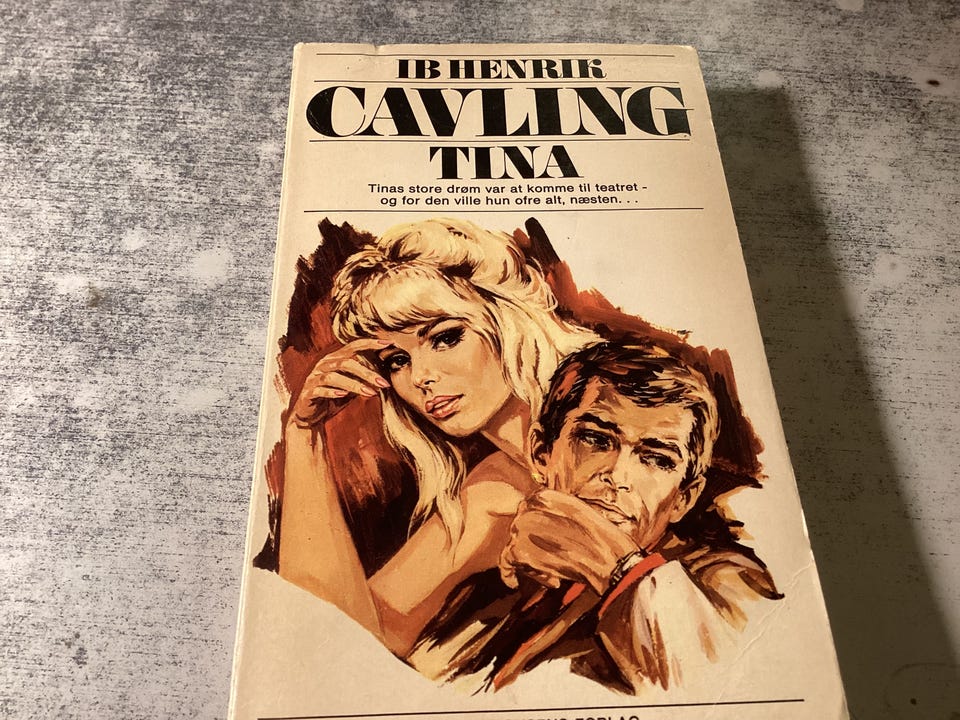 IB HENRIK
CAVLING
TINA
Tinas store drøm var at komme til teatret -
og for den ville hun ofre alt, næsten. . .
FORLAG